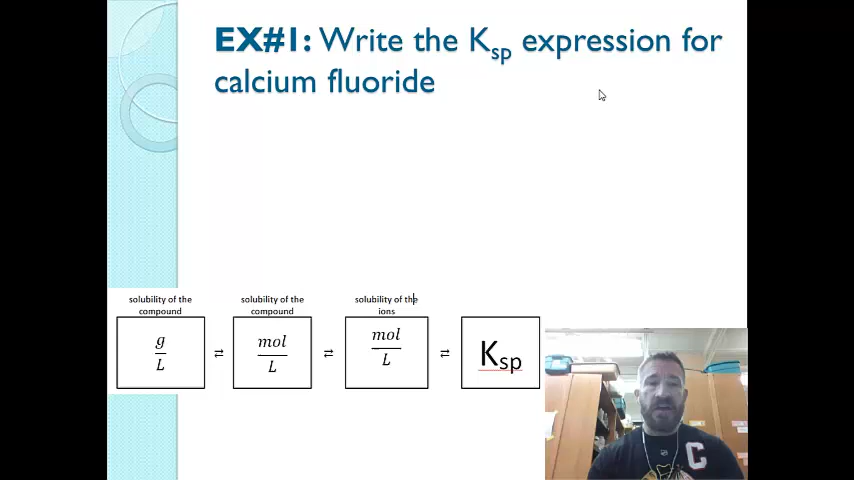 EX#1: Write the Ksp expression for
calcium fluoride
solubility of the
compound
solubility of the
compound
solubility of the
ions
g
L
⇄
mol
L
⇄
mol
L
⇄
Ksp
C